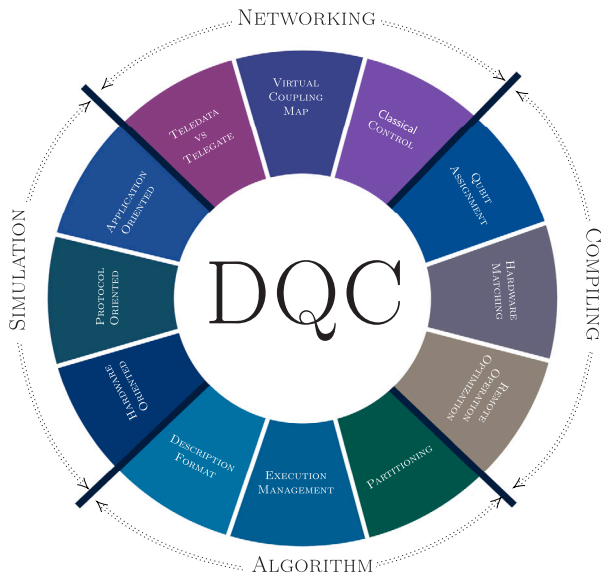 NETWORKING
VIRTUAL
COUPLING
MAP
Classical
CONTROL
TELEDATA
VS
TELEGATE
QUBIT
ASSIGNMENT
APPLICATION
ORIENTED
HARDWARE
MATCHING
SIMULATION
DQC
COMPILING
PROTOCOL
ORIENTED
REMOTE
OPERATION
OPTIMIZATION
HARDWARE
ORIENTED
DESCRIPTION
FORMAT
EXECUTION
MANAGEMENT
PARTITIONING
ALGORITHM